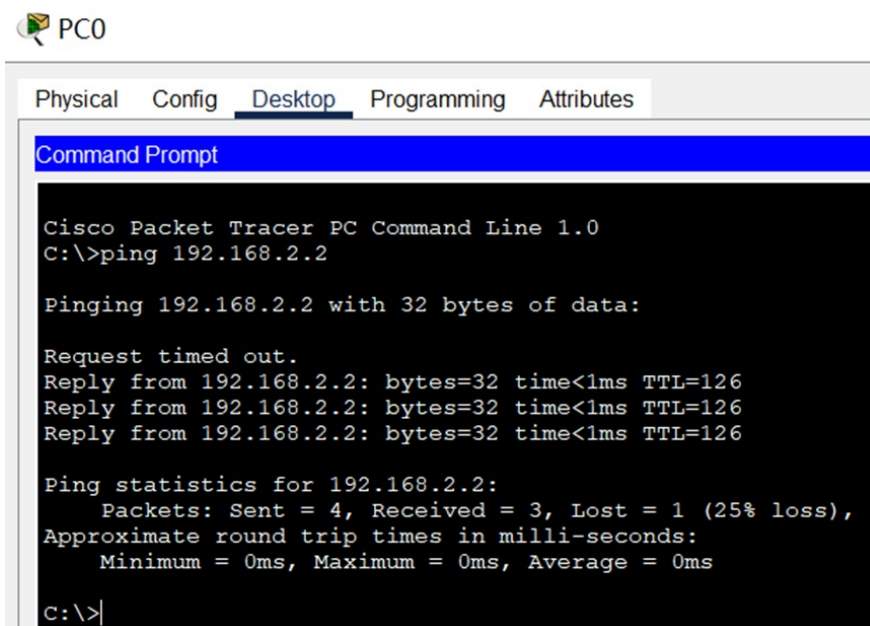 PC0
Physical Config Desktop Programming Attributes
Command Prompt
Cisco Packet Tracer PC Command Line 1.0
C:\>ping 192.168.2.2
Pinging 192.168.2.2 with 32 bytes of data:
Request timed out.
Reply from 192.168.2.2: bytes=32 time<1ms TTL=126
Reply from 192.168.2.2: bytes=32 time<1ms TTL=126
Reply from 192.168.2.2: bytes=32 time<1ms TTL=126
Ping statistics for 192.168.2.2:
Packets: Sent = 4, Received = 3, Lost = 1 (25% loss),
Approximate round trip times in milli-seconds:
Minimum = 0ms, Maximum = 0ms, Average = 0ms
C:\>